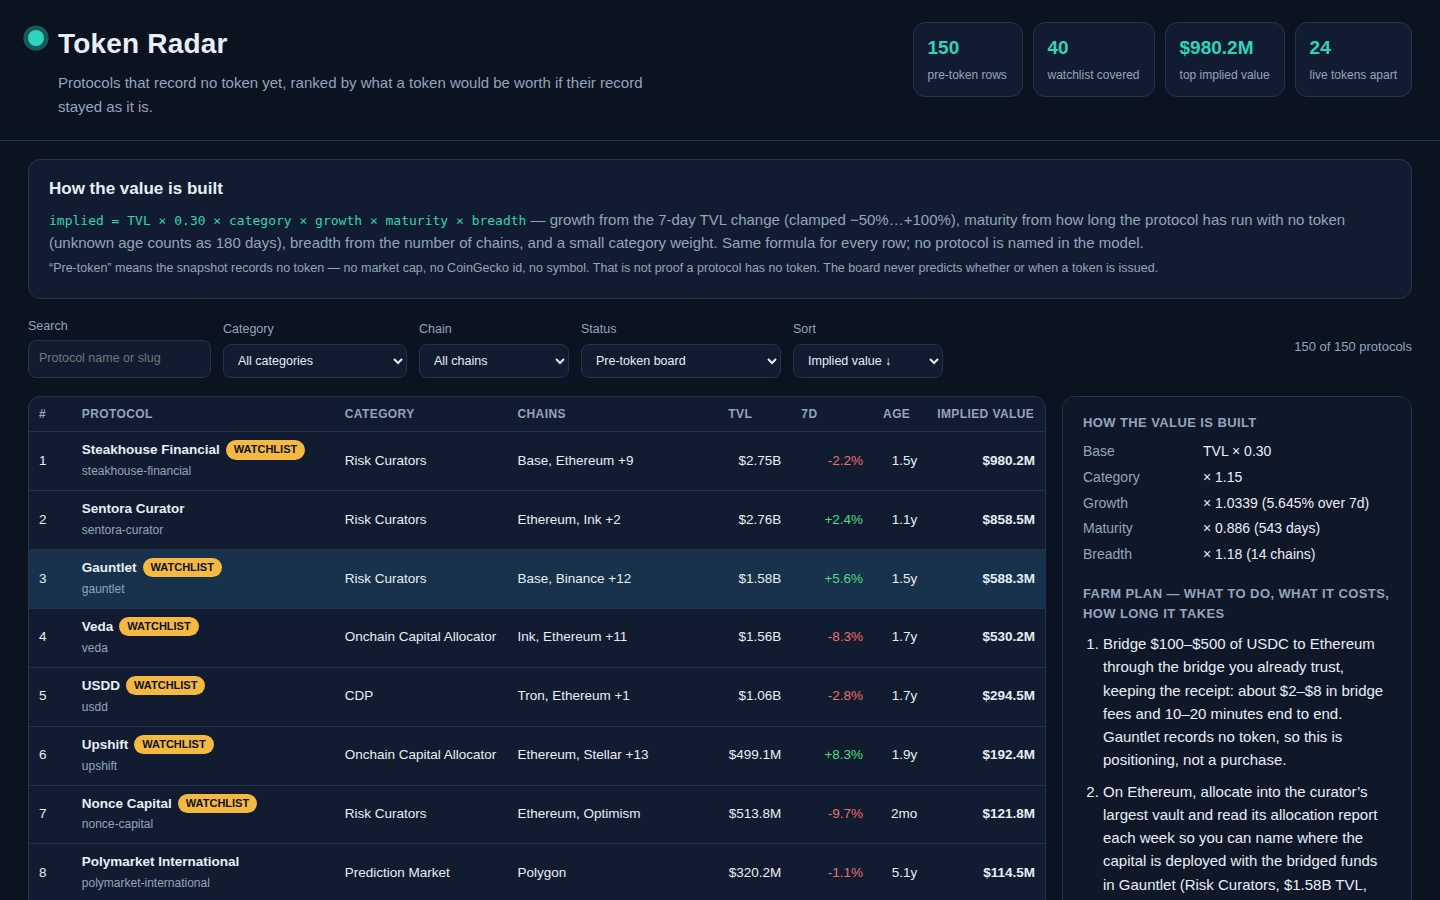 Token Radar
Protocols that record no token yet, ranked by what a token would be worth if their record
stayed as it is.
150
pre-token rows
40
watchlist covered
$980.2M
top implied value
24
live tokens apart
How the value is built
implied = TVL × 0.30 × category × growth × maturity × breadth — growth from the 7-day TVL change (clamped −50%…+100%), maturity from how long the protocol has run with no token
(unknown age counts as 180 days), breadth from the number of chains, and a small category weight. Same formula for every row; no protocol is named in the model.
“Pre-token” means the snapshot records no token — no market cap, no CoinGecko id, no symbol. That is not proof a protocol has no token. The board never predicts whether or when a token is issued.
Search
Category
Chain
Status
Sort
Protocol name or slug
All categories
All chains
Pre-token board
Implied value ↓
150 of 150 protocols
# PROTOCOL CATEGORY CHAINS TVL 7D AGE IMPLIED VALUE
1 Steakhouse Financial WATCHLIST Risk Curators Base, Ethereum +9 $2.75B -2.2% 1.5y $980.2M
steakhouse-financial
2 Sentora Curator Risk Curators Ethereum, Ink +2 $2.76B +2.4% 1.1y $858.5M
sentora-curator
3 Gauntlet WATCHLIST Risk Curators Base, Binance +12 $1.58B +5.6% 1.5y $588.3M
gauntlet
4 Veda WATCHLIST Onchain Capital Allocator Ink, Ethereum +11 $1.56B -8.3% 1.7y $530.2M
veda
5 USDD WATCHLIST CDP Tron, Ethereum +1 $1.06B -2.8% 1.7y $294.5M
usdd
6 Upshift WATCHLIST Onchain Capital Allocator Ethereum, Stellar +13 $499.1M +8.3% 1.9y $192.4M
upshift
7 Nonce Capital WATCHLIST Risk Curators Ethereum, Optimism $513.8M -9.7% 2mo $121.8M
nonce-capital
8 Polymarket International Prediction Market Polygon $320.2M -1.1% 5.1y $114.5M
polymarket-international
HOW THE VALUE IS BUILT
Base TVL × 0.30
Category × 1.15
Growth × 1.0339 (5.645% over 7d)
Maturity × 0.886 (543 days)
Breadth × 1.18 (14 chains)
FARM PLAN — WHAT TO DO, WHAT IT COSTS,
HOW LONG IT TAKES
1. Bridge $100–$500 of USDC to Ethereum
through the bridge you already trust,
keeping the receipt: about $2–$8 in bridge
fees and 10–20 minutes end to end.
Gauntlet records no token, so this is
positioning, not a purchase.
2. On Ethereum, allocate into the curator’s
largest vault and read its allocation report
each week so you can name where the
capital is deployed with the bridged funds
in Gauntlet (Risk Curators, $1.58B TVL,